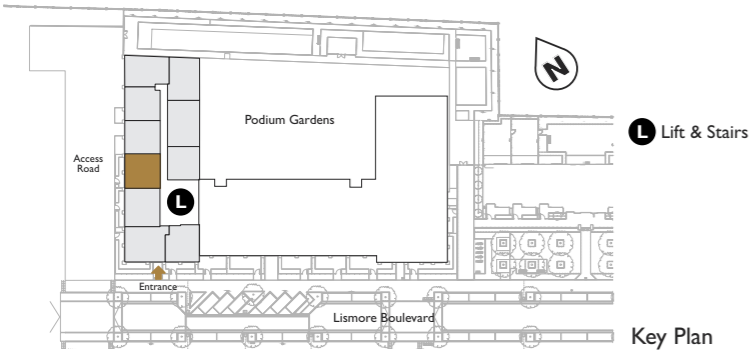 N
Podium Gardens
L Lift & Stairs
Access
Road
L
Entrance
Lismore Boulevard
Key Plan